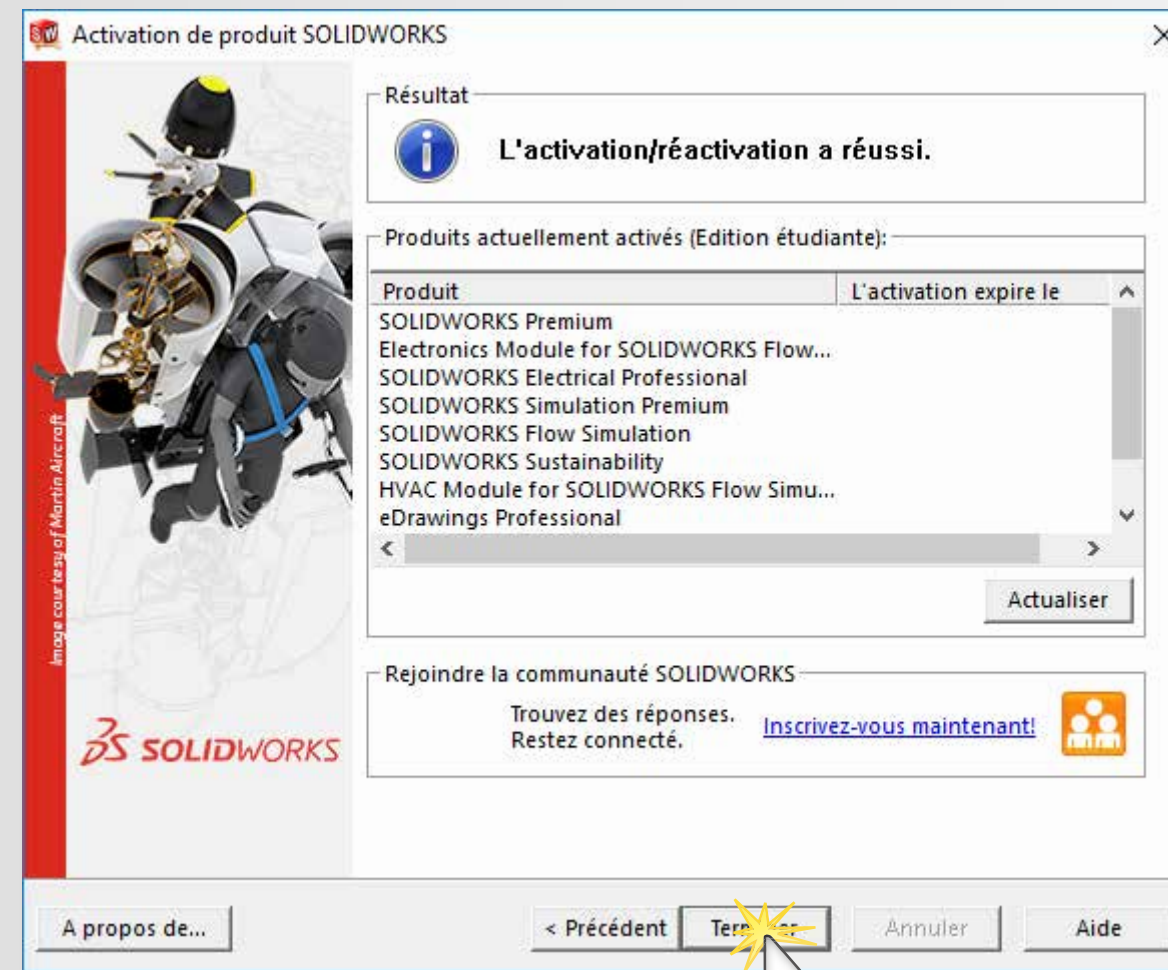 Activation de produit SOLIDWORKS
Résultat
L'activation/réactivation a réussi.
Produits actuellement activés (Edition étudiante):
Produit L'activation expire le
SOLIDWORKS Premium
Electronics Module for SOLIDWORKS Flow...
SOLIDWORKS Electrical Professional
SOLIDWORKS Simulation Premium
SOLIDWORKS Flow Simulation
SOLIDWORKS Sustainability
HVAC Module for SOLIDWORKS Flow Simu...
eDrawings Professional
Actualiser
Image courtesy of Martin Aircraft
Rejoindre la communauté SOLIDWORKS
Trouvez des réponses.
Restez connecté.
Inscrivez-vous maintenant!
SOLIDWORKS
A propos de... < Précédent Annuler Aide